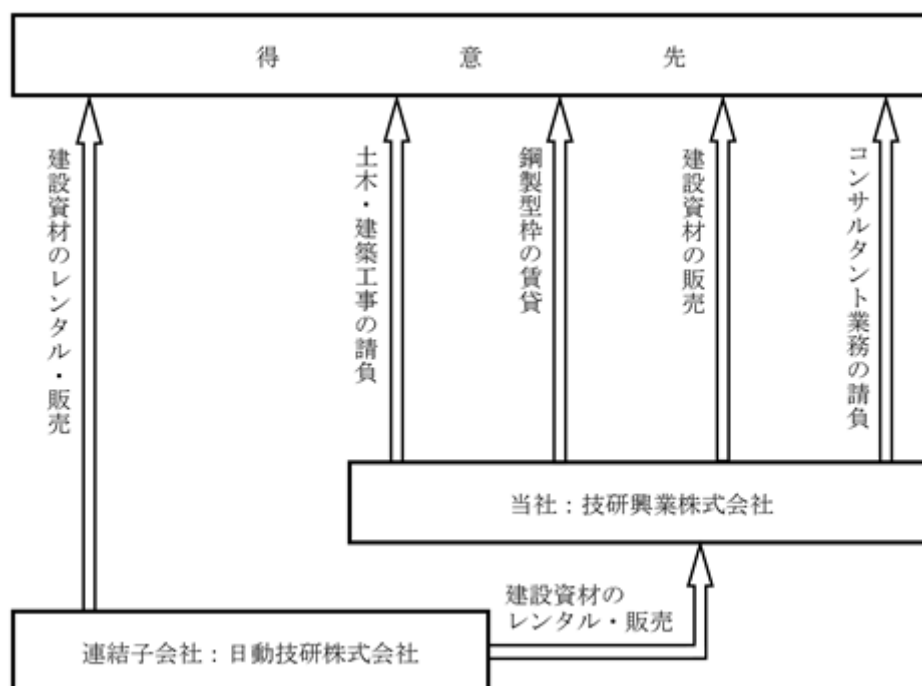 得意先
建設資材のレンタル・販売
土木・建築工事の請負
鋼製型枠の賃貸
建設資材の販売
コンサルタント業務の請負
当社：技研興業株式会社
建設資材の
レンタル・販売
連結子会社：日動技研株式会社